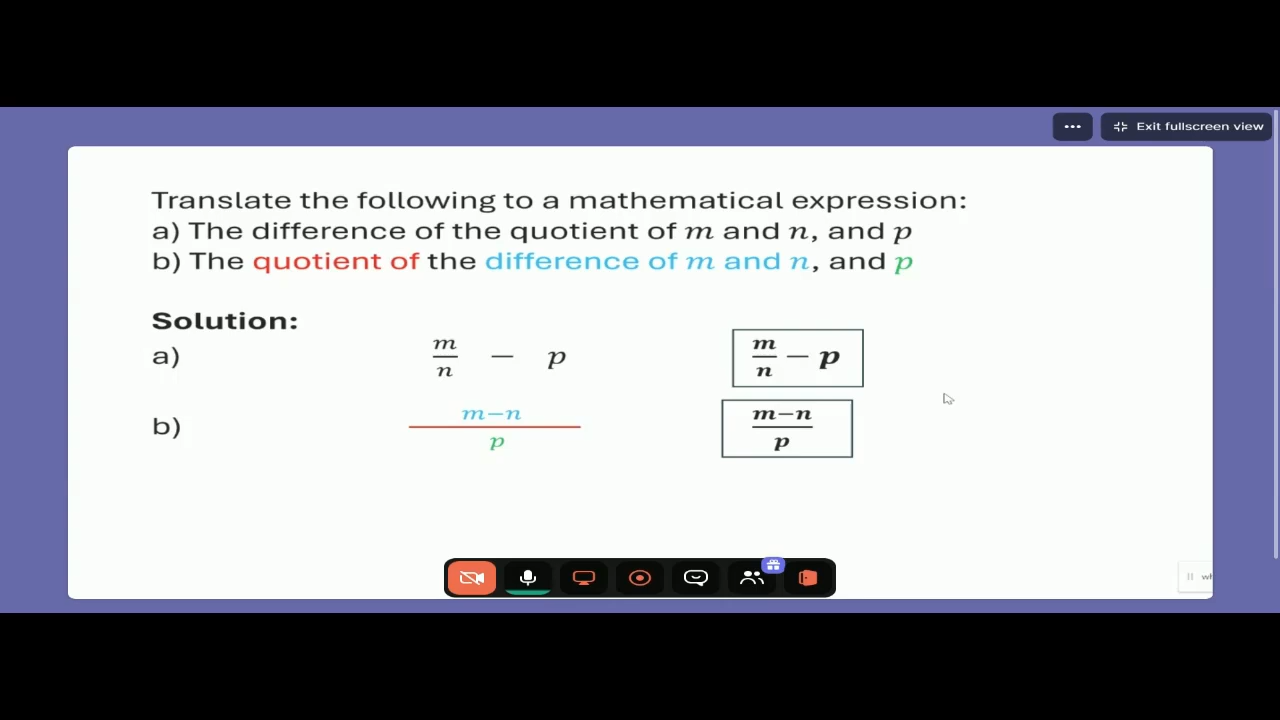 Exit fullscreen view
Translate the following to a mathematical expression:
a) The difference of the quotient of m and n, and p
b) The quotient of the difference of m and n, and p
Solution:
a) m/n − p m/n − p
b) m−n/p m−n/p